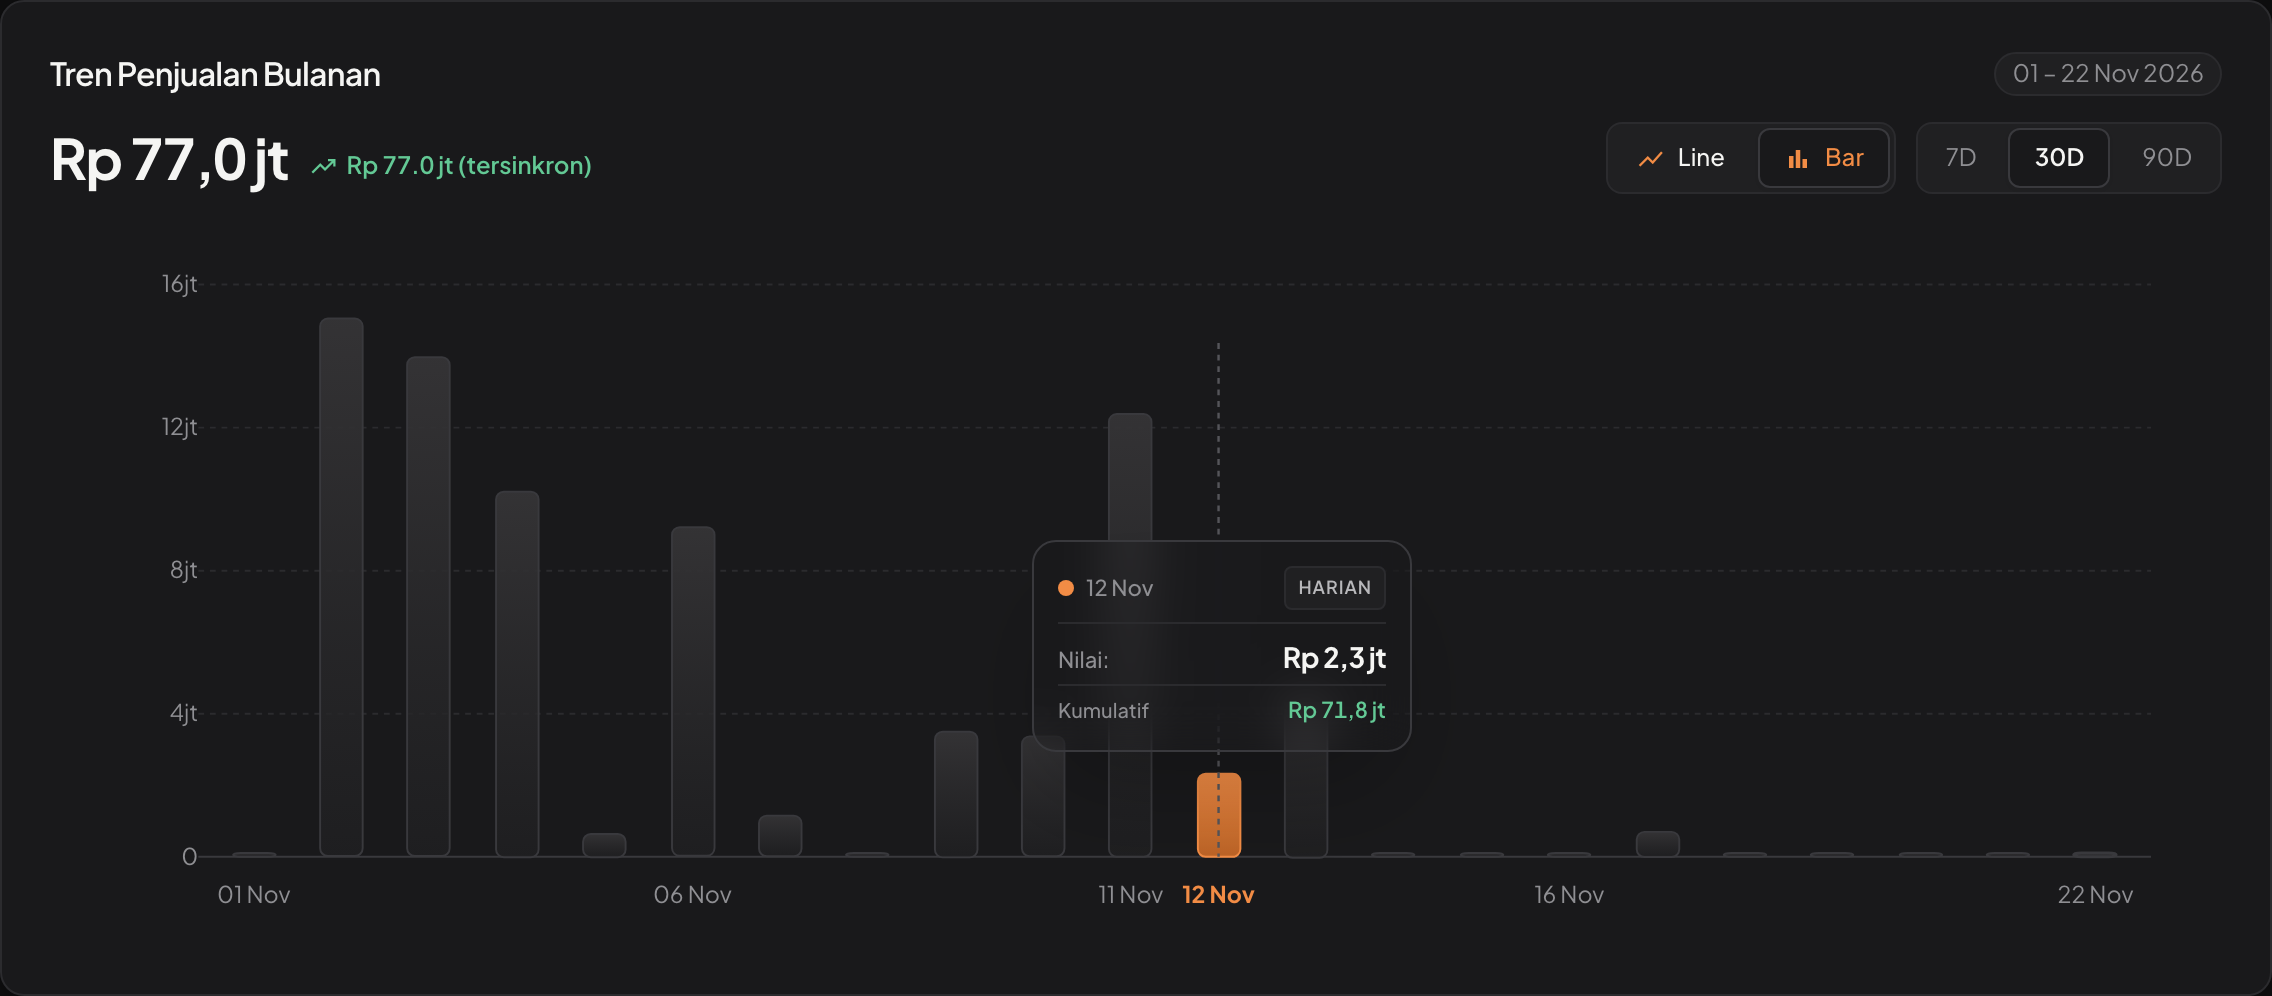 Tren Penjualan Bulanan
01 – 22 Nov 2026
Rp 77,0 jt
Rp 77.0 jt (tersinkron)
Line
Bar
7D
30D
90D
16jt
12jt
8jt
4jt
0
12 Nov
HARIAN
Nilai:
Rp 2,3 jt
Kumulatif
Rp 71,8 jt
01 Nov
06 Nov
11 Nov
12 Nov
16 Nov
22 Nov